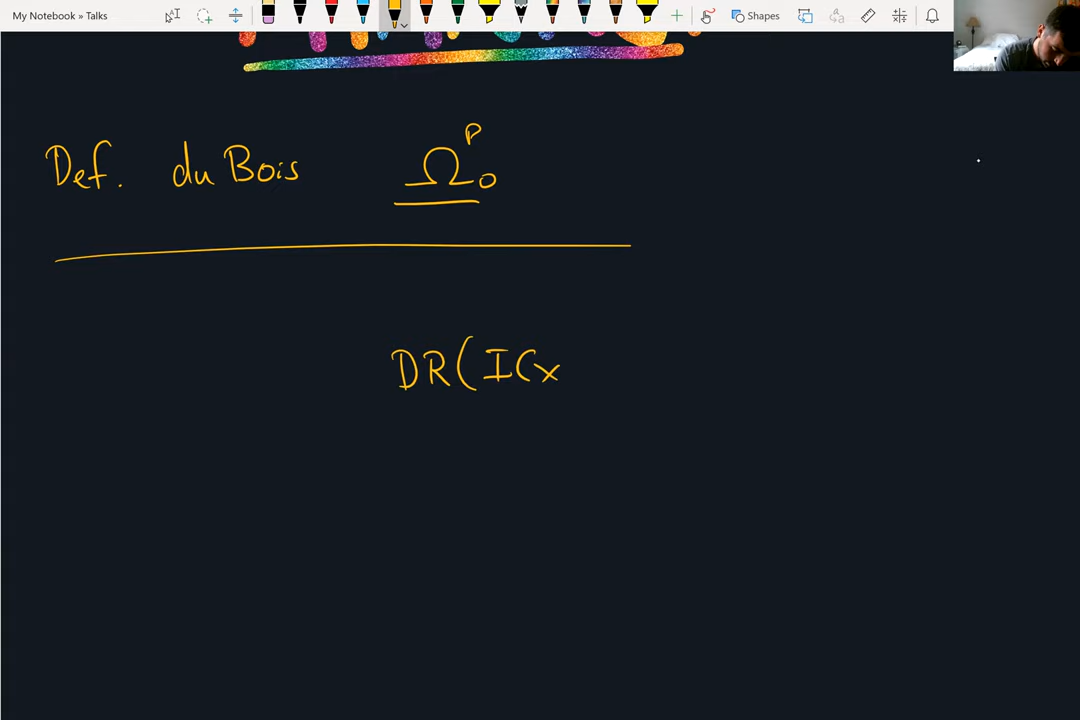 My Notebook » Talks
Shapes
Def. du Bois Ω^P_0
DR(ICx